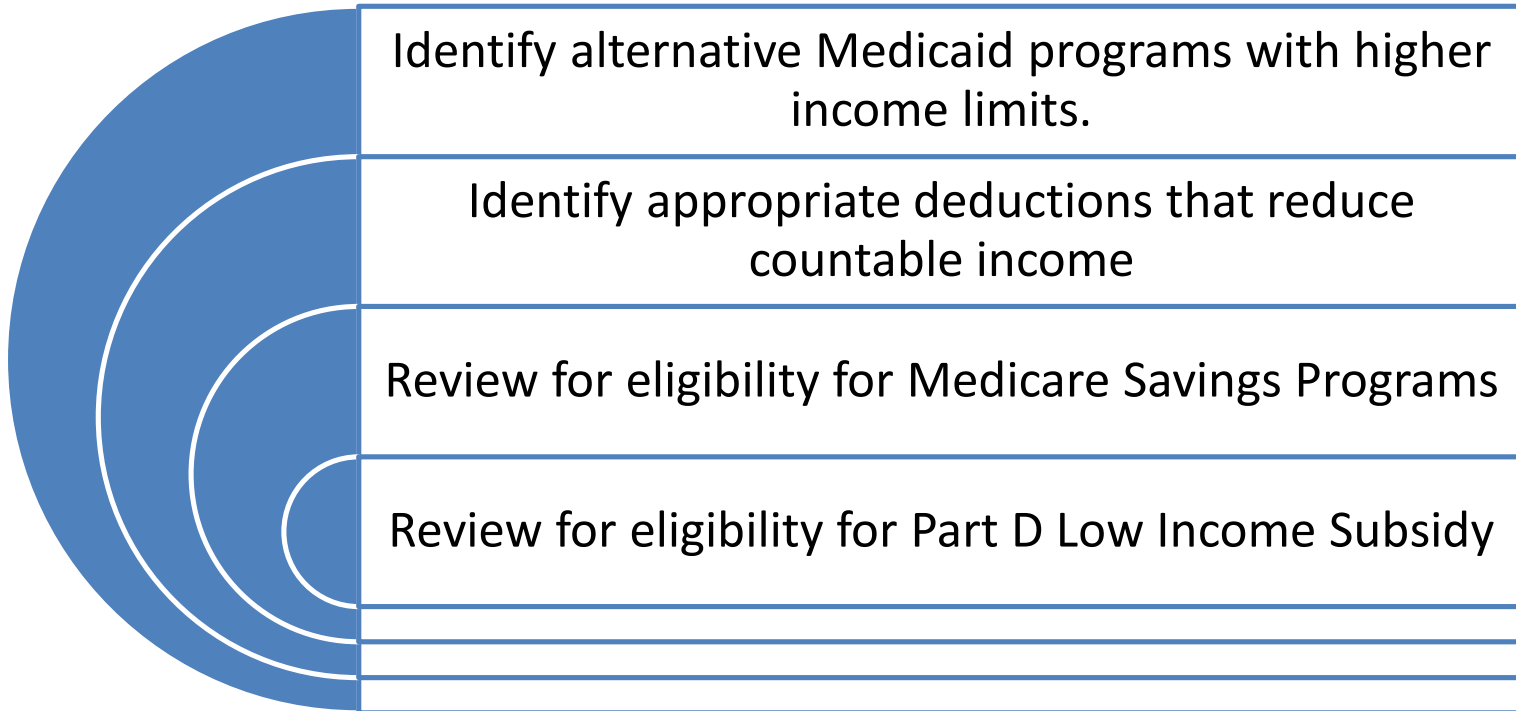 Identify alternative Medicaid programs with higher
income limits.
Identify appropriate deductions that reduce
countable income
Review for eligibility for Medicare Savings Programs
Review for eligibility for Part D Low Income Subsidy